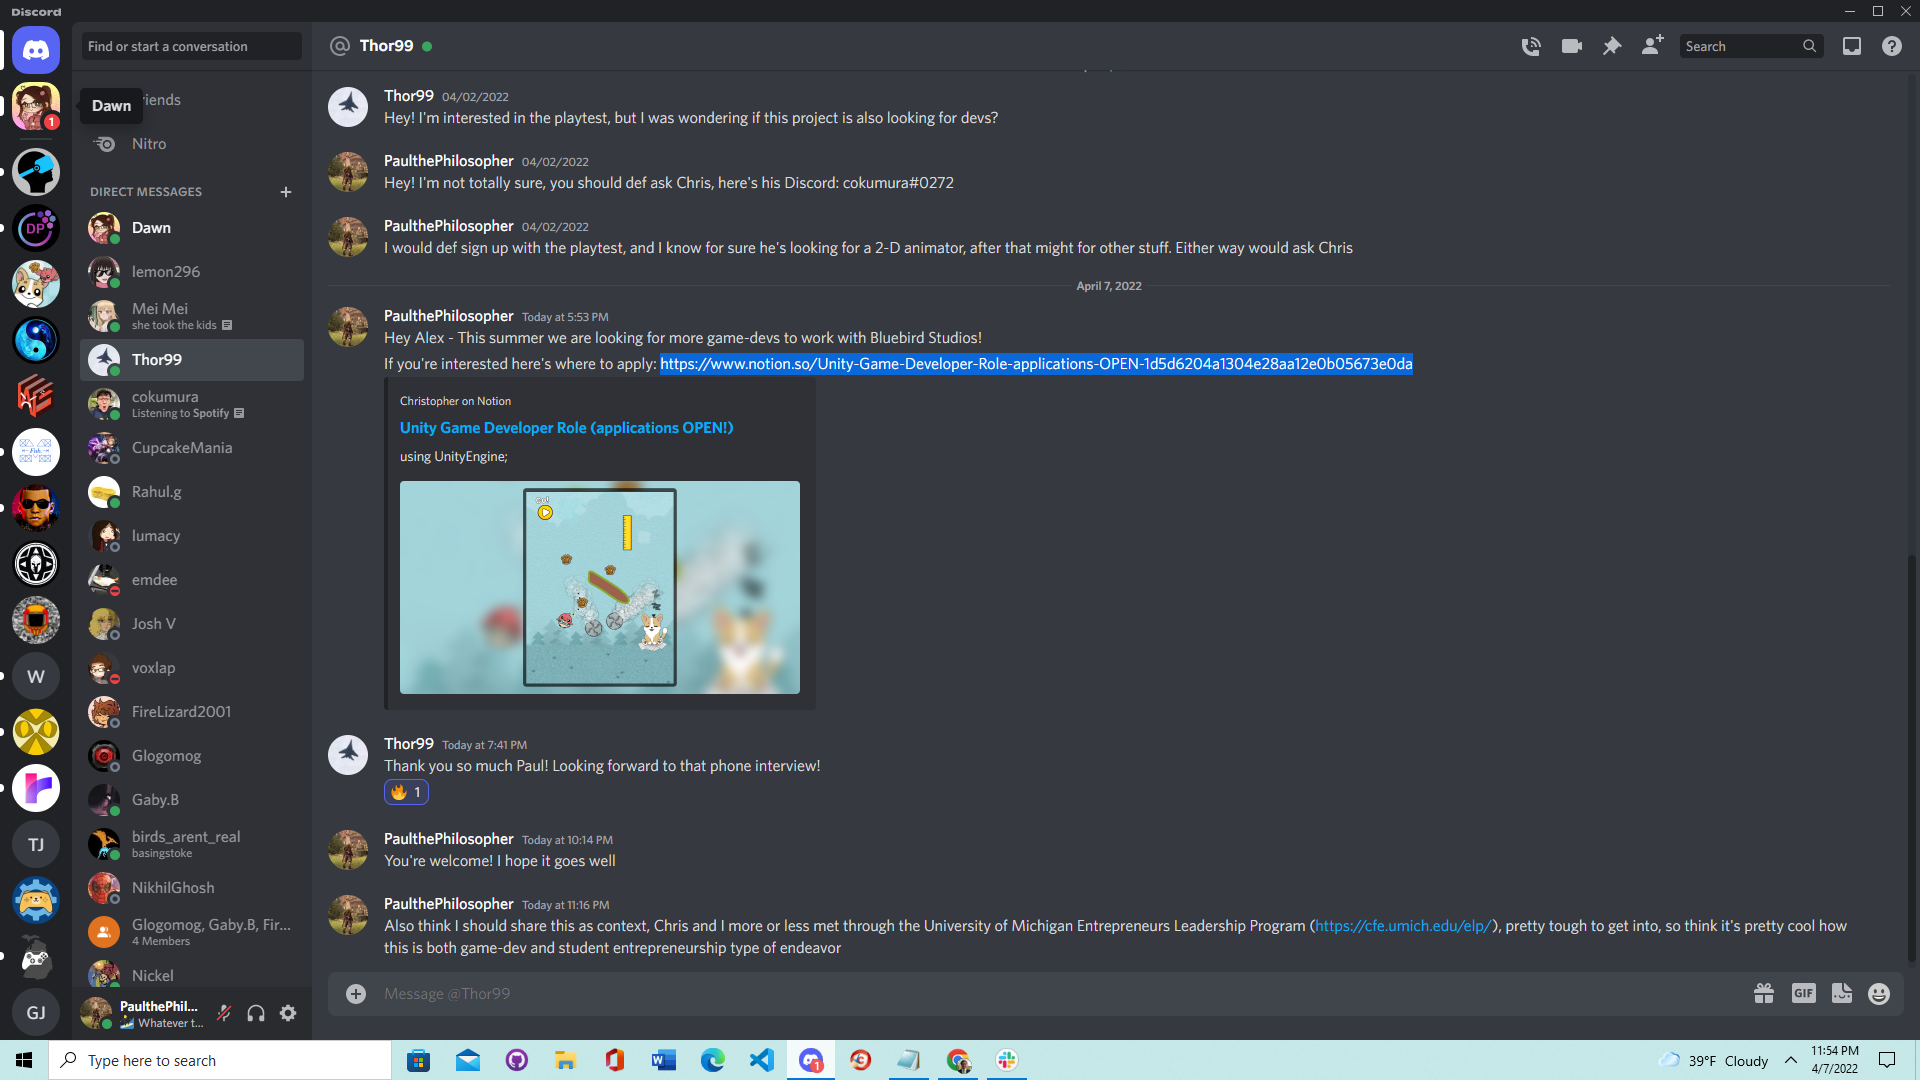 Discord
Find or start a conversation
Thor99
Search
Dawn
riends
Nitro
DIRECT MESSAGES
Dawn
lemon296
Mei Mei
she took the kids
Thor99
cokumura
Listening to Spotify
CupcakeMania
Rahul.g
lumacy
emdee
Josh V
voxlap
FireLizard2001
Glogomog
Gaby.B
birds_arent_real
basingstoke
NikhilGhosh
Glogomog, Gaby.B, Fir...
4 Members
Nickel
PaulthePhil...
Whatever t...
1
DP
W
TJ
GJ
Thor99 04/02/2022
Hey! I'm interested in the playtest, but I was wondering if this project is also looking for devs?
PaulthePhilosopher 04/02/2022
Hey! I'm not totally sure, you should def ask Chris, here's his Discord: cokumura#0272
PaulthePhilosopher 04/02/2022
I would def sign up with the playtest, and I know for sure he's looking for a 2-D animator, after that might for other stuff. Either way would ask Chris
April 7, 2022
PaulthePhilosopher Today at 5:53 PM
Hey Alex - This summer we are looking for more game-devs to work with Bluebird Studios!
If you're interested here's where to apply: https://www.notion.so/Unity-Game-Developer-Role-applications-OPEN-1d5d6204a1304e28aa12e0b05673e0da
Christopher on Notion
Unity Game Developer Role (applications OPEN!)
using UnityEngine;
Go!
Thor99 Today at 7:41 PM
Thank you so much Paul! Looking forward to that phone interview!
1
PaulthePhilosopher Today at 10:14 PM
You're welcome! I hope it goes well
PaulthePhilosopher Today at 11:16 PM
Also think I should share this as context, Chris and I more or less met through the University of Michigan Entrepreneurs Leadership Program (https://cfe.umich.edu/elp/), pretty tough to get into, so think it's pretty cool how
this is both game-dev and student entrepreneurship type of endeavor
Message @Thor99
GIF
Type here to search
1
39°F Cloudy
11:54 PM
4/7/2022